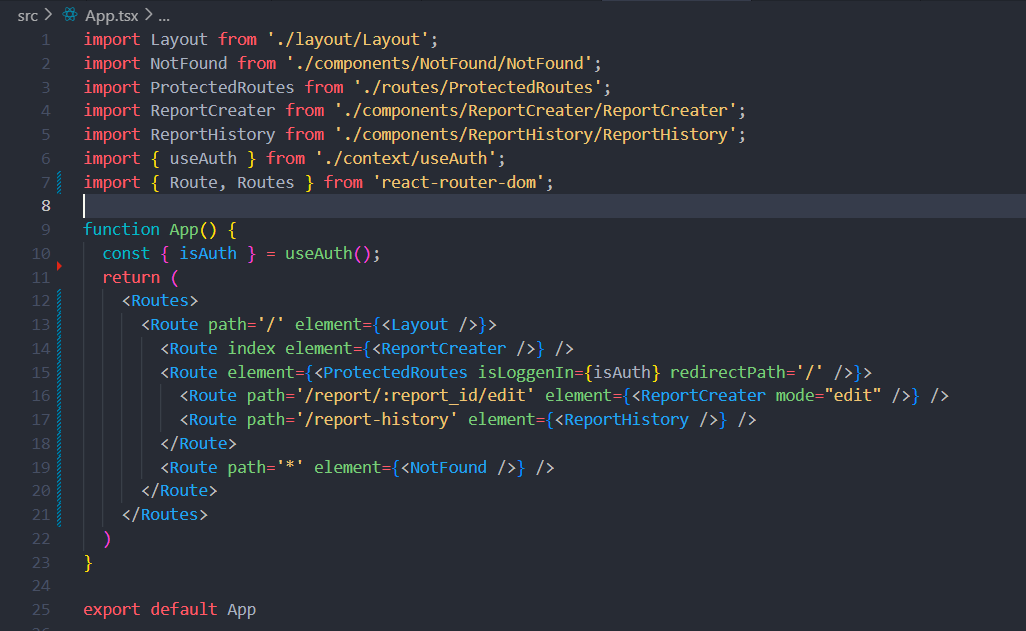 src > App.tsx > ...
1 import Layout from './layout/Layout';
2 import NotFound from './components/NotFound/NotFound';
3 import ProtectedRoutes from './routes/ProtectedRoutes';
4 import ReportCreater from './components/ReportCreater/ReportCreater';
5 import ReportHistory from './components/ReportHistory/ReportHistory';
6 import { useAuth } from './context/useAuth';
7 import { Route, Routes } from 'react-router-dom';
8
9 function App() {
10   const { isAuth } = useAuth();
11   return (
12     <Routes>
13       <Route path='/' element={<Layout />}>
14         <Route index element={<ReportCreater />} />
15         <Route element={<ProtectedRoutes isLoggenIn={isAuth} redirectPath='/' />}>
16           <Route path='/report/:report_id/edit' element={<ReportCreater mode="edit" />} />
17           <Route path='/report-history' element={<ReportHistory />} />
18         </Route>
19         <Route path='*' element={<NotFound />} />
20       </Route>
21     </Routes>
22   )
23 }
24
25 export default App